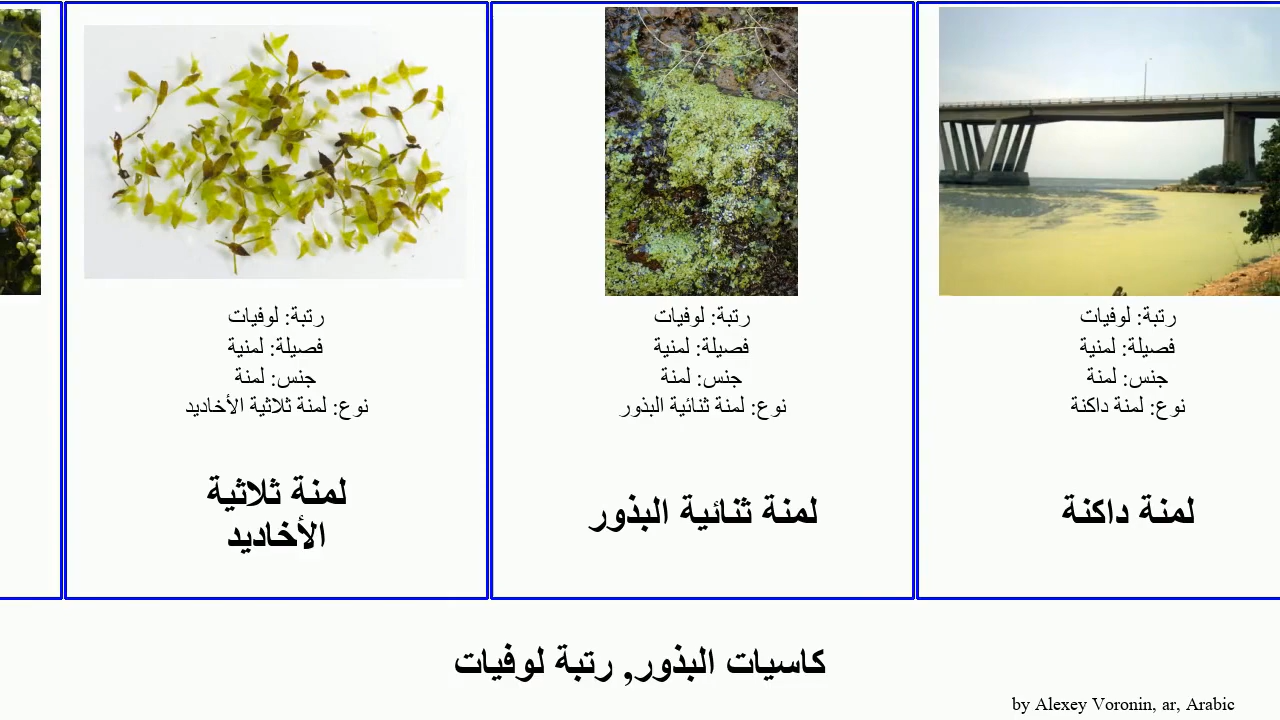 رتبة: لوفيات
فصيلة: لمنية
جنس: لمنة
نوع: لمنة داكنة
لمنة داكنة
رتبة: لوفيات
فصيلة: لمنية
جنس: لمنة
نوع: لمنة ثنائية البذور
لمنة ثنائية البذور
رتبة: لوفيات
فصيلة: لمنية
جنس: لمنة
نوع: لمنة ثلاثية الأخاديد
لمنة ثلاثية
الأخاديد
كاسيات البذور, رتبة لوفيات
by Alexey Voronin, ar, Arabic